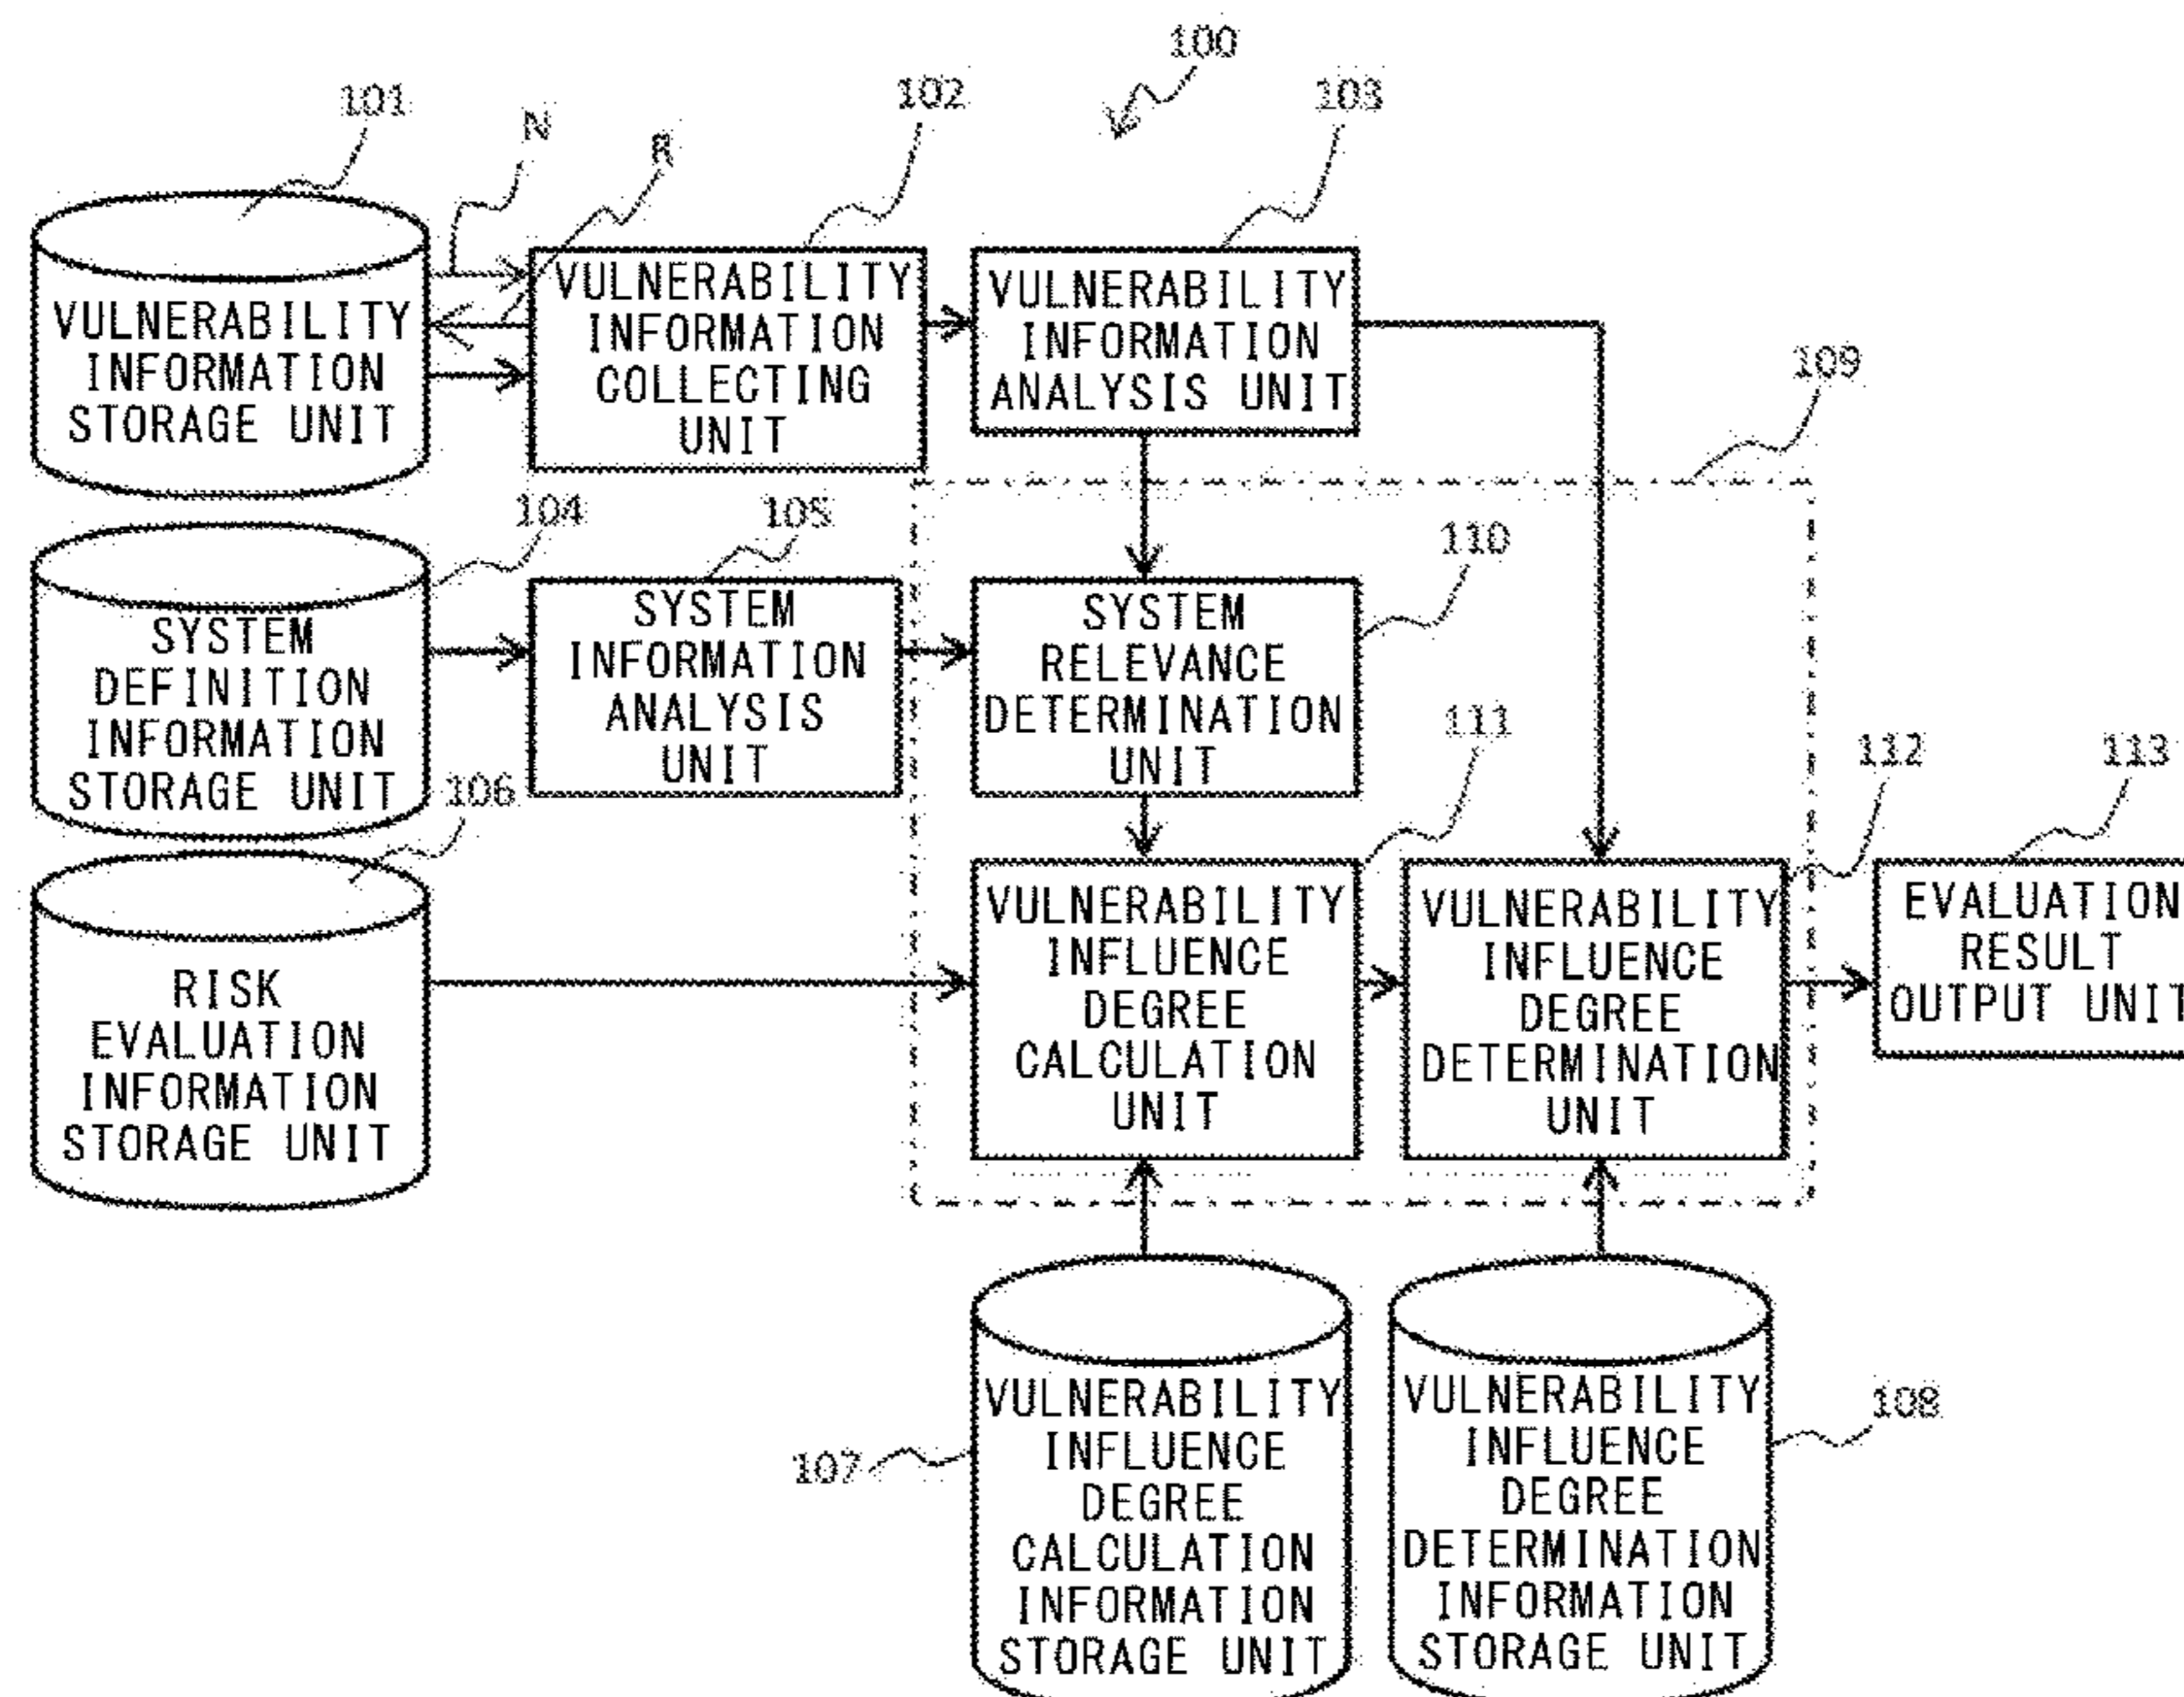 100
101
N
R
102
103
VULNERABILITY
INFORMATION
STORAGE UNIT
VULNERABILITY
INFORMATION
COLLECTING
UNIT
VULNERABILITY
INFORMATION
ANALYSIS UNIT
109
104
105
110
SYSTEM
DEFINITION
INFORMATION
STORAGE UNIT
SYSTEM
INFORMATION
ANALYSIS
UNIT
SYSTEM
RELEVANCE
DETERMINATION
UNIT
106
111
112
113
RISK
EVALUATION
INFORMATION
STORAGE UNIT
VULNERABILITY
INFLUENCE
DEGREE
CALCULATION
UNIT
VULNERABILITY
INFLUENCE
DEGREE
DETERMINATION
UNIT
EVALUATION
RESULT
OUTPUT UNIT
107
VULNERABILITY
INFLUENCE
DEGREE
CALCULATION
INFORMATION
STORAGE UNIT
VULNERABILITY
INFLUENCE
DEGREE
DETERMINATION
INFORMATION
STORAGE UNIT
108